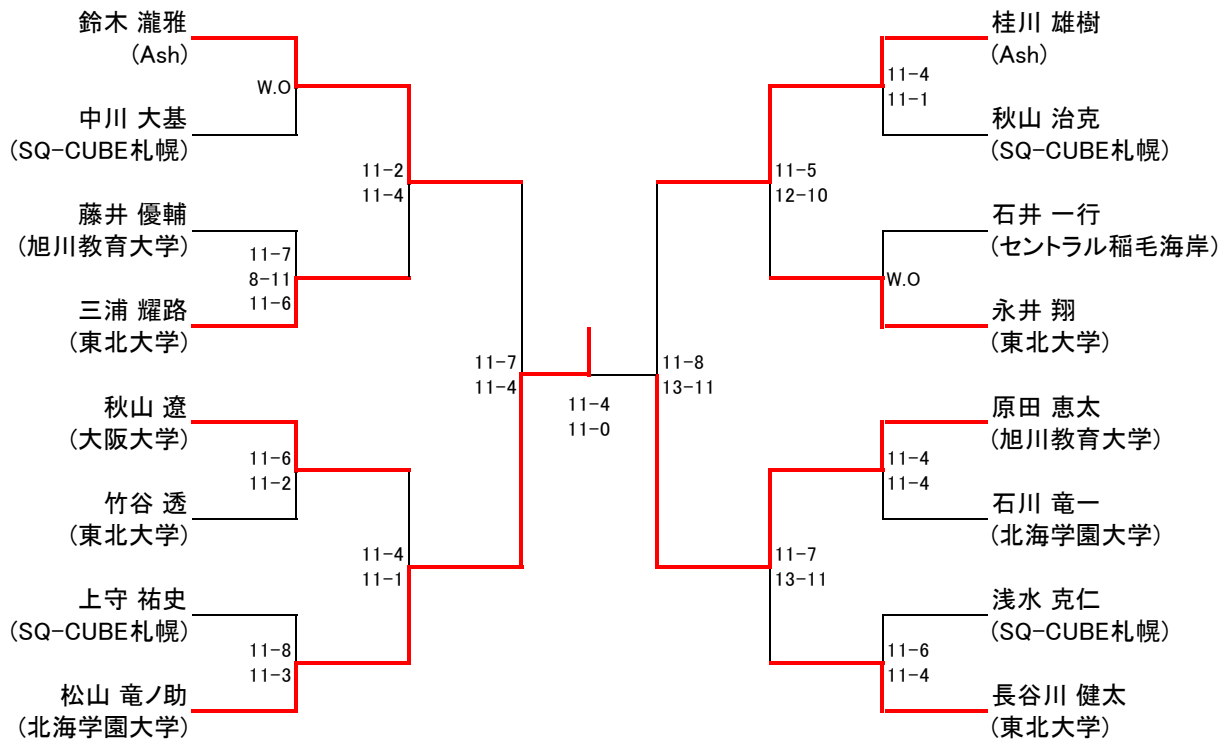 鈴木 瀧雅
(Ash)
W.O
中川 大基
(SQ-CUBE札幌)
11-2
11-4
藤井 優輔
(旭川教育大学)
11-7
8-11
11-6
三浦 耀路
(東北大学)
11-7
11-4
秋山 遼
(大阪大学)
11-6
11-2
竹谷 透
(東北大学)
11-4
11-1
上守 祐史
(SQ-CUBE札幌)
11-8
11-3
松山 竜ノ助
(北海学園大学)
11-4
11-0
桂川 雄樹
(Ash)
11-4
11-1
秋山 治克
(SQ-CUBE札幌)
11-5
12-10
石井 一行
(セントラル稲毛海岸)
W.O
永井 翔
(東北大学)
11-8
13-11
原田 恵太
(旭川教育大学)
11-4
11-4
石川 竜一
(北海学園大学)
11-7
13-11
浅水 克仁
(SQ-CUBE札幌)
11-6
11-4
長谷川 健太
(東北大学)